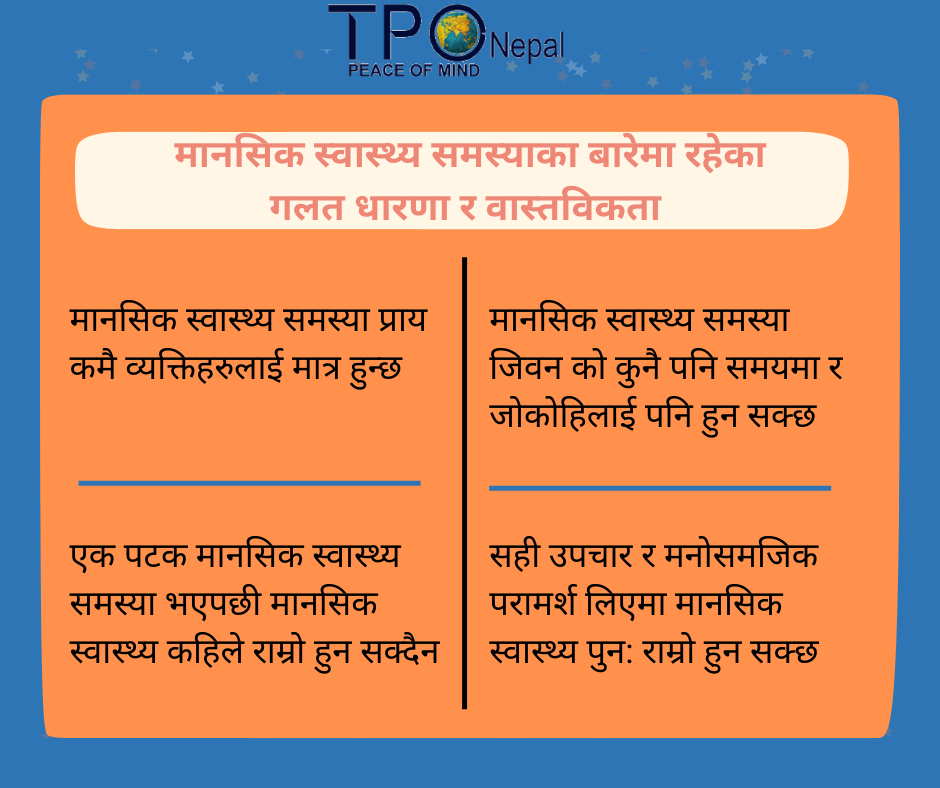 TPO Nepal
PEACE OF MIND
मानसिक स्वास्थ्य समस्याका बारेमा रहेका
गलत धारणा र वास्तविकता
मानसिक स्वास्थ्य समस्या प्राय
कमै व्यक्तिहरुलाई मात्र हुन्छ
मानसिक स्वास्थ्य समस्या
जिवन को कुनै पनि समयमा र
जोकोहिलाई पनि हुन सक्छ
एक पटक मानसिक स्वास्थ्य
समस्या भएपछी मानसिक
स्वास्थ्य कहिले राम्रो हुन सक्दैन
सही उपचार र मनोसमजिक
परामर्श लिएमा मानसिक
स्वास्थ्य पुन: राम्रो हुन सक्छ